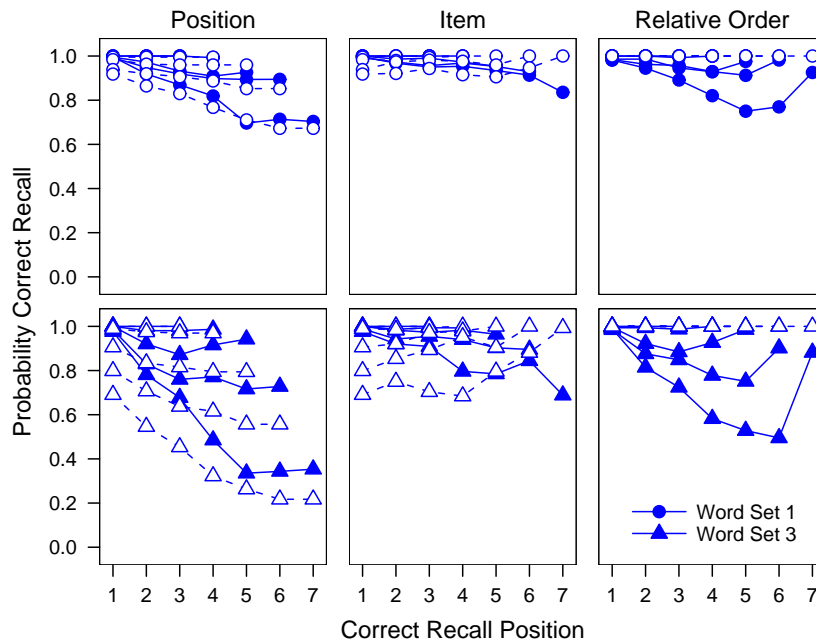 Position Item Relative Order
Probability Correct Recall
1.0
0.8
0.6
0.4
0.2
0.0
1.0
0.8
0.6
0.4
0.2
0.0
Word Set 1
Word Set 3
1 2 3 4 5 6 7 1 2 3 4 5 6 7 1 2 3 4 5 6 7
Correct Recall Position